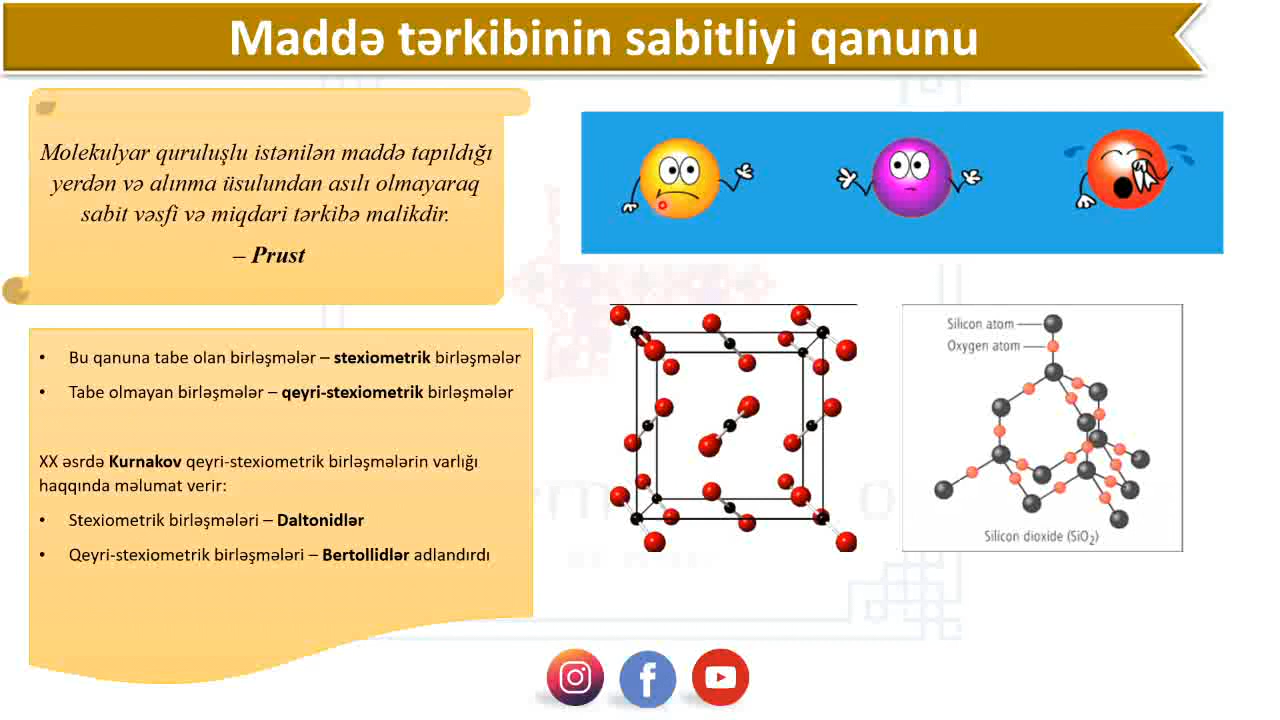 Maddə tərkibinin sabitliyi qanunu
Molekulyar quruluşlu istənilən maddə tapıldığı
yerdən və alınma üsulundan asılı olmayaraq
sabit vəsfi və miqdari tərkibə malikdir.
– Prust
• Bu qanuna tabe olan birləşmələr – stexiometrik birləşmələr
• Tabe olmayan birləşmələr – qeyri-stexiometrik birləşmələr
XX əsrdə Kurnakov qeyri-stexiometrik birləşmələrin varlığı
haqqında məlumat verir:
• Stexiometrik birləşmələri – Daltonidlər
• Qeyri-stexiometrik birləşmələri – Bertollidlər adlandırdı
Silicon atom
Oxygen atom
Silicon dioxide (SiO₂)